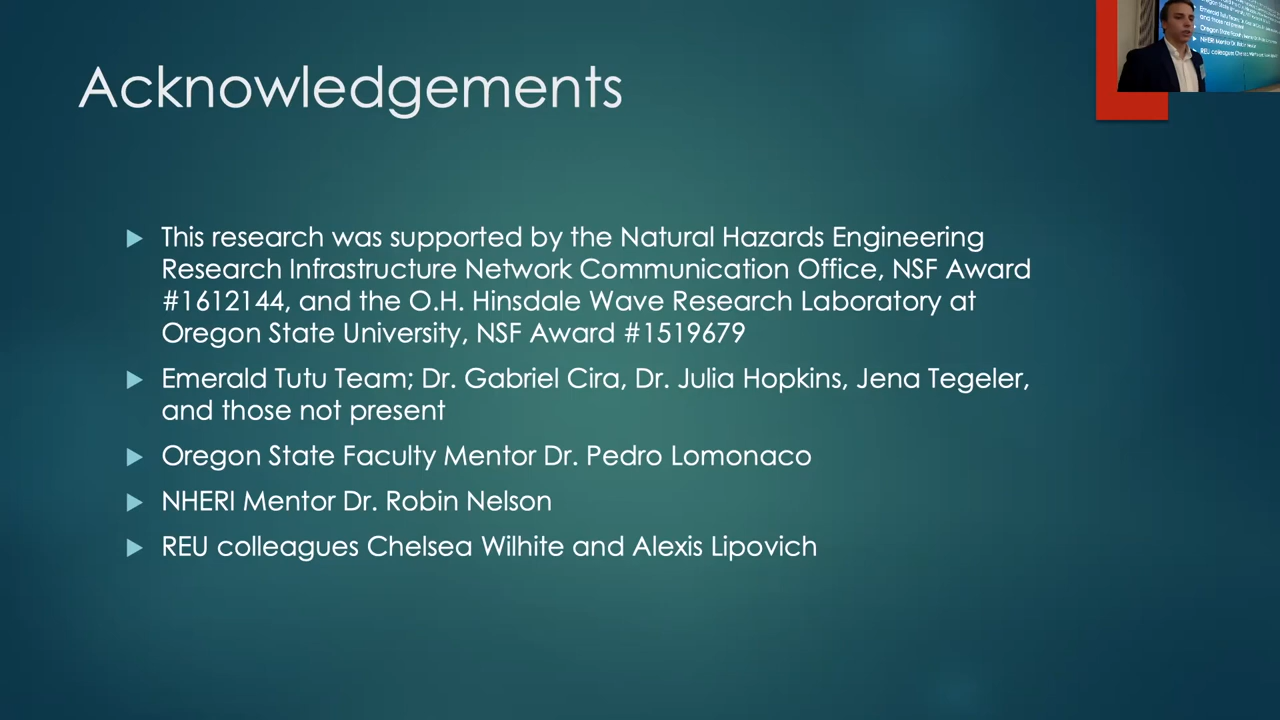 Acknowledgements
This research was supported by the Natural Hazards Engineering
Research Infrastructure Network Communication Office, NSF Award
#1612144, and the O.H. Hinsdale Wave Research Laboratory at
Oregon State University, NSF Award #1519679
Emerald Tutu Team; Dr. Gabriel Cira, Dr. Julia Hopkins, Jena Tegeler,
and those not present
Oregon State Faculty Mentor Dr. Pedro Lomonaco
NHERI Mentor Dr. Robin Nelson
REU colleagues Chelsea Wilhite and Alexis Lipovich